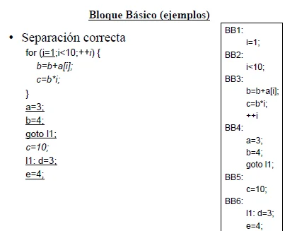 Bloque Básico (ejemplos)
• Separación correcta
for (i=1;i<10;++i) {
b=b+a[i];
c=b*i;
}
a=3;
b=4;
goto l1;
c=10;
l1: d=3;
e=4;
BB1:
i=1;
BB2:
i<10;
BB3:
b=b+a[i];
c=b*i;
++i
BB4:
a=3;
b=4;
goto l1;
BB5:
c=10;
BB6:
l1: d=3;
e=4;